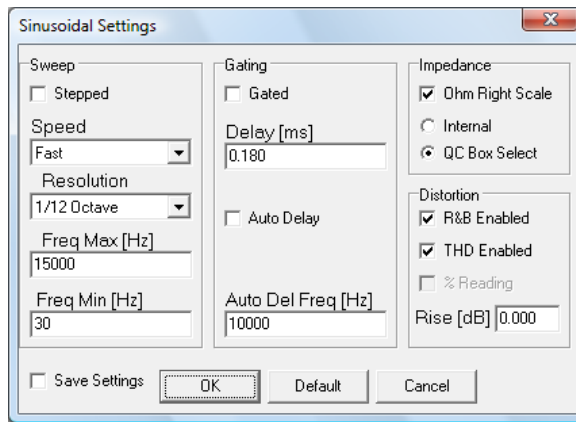 Sinusoidal Settings
Sweep
Stepped
Speed
Fast
Resolution
1/12 Octave
Freq Max [Hz]
15000
Freq Min [Hz]
30
Gating
Gated
Delay [ms]
0.180
Auto Delay
Auto Del Freq [Hz]
10000
Impedance
Ohm Right Scale
Internal
QC Box Select
Distortion
R&B Enabled
THD Enabled
% Reading
Rise [dB] 0.000
Save Settings
OK
Default
Cancel